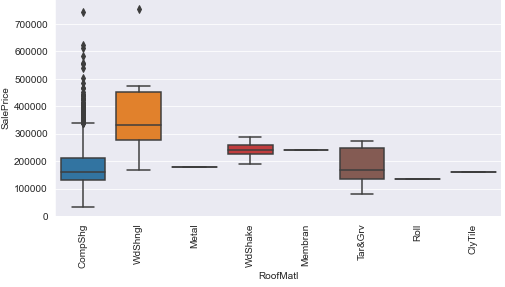 700000
600000
500000
400000
300000
200000
100000
0
SalePrice
CompShg
WdShngl
Metal
WdShake
Membran
Tar&Grv
Roll
ClyTile
RoofMatl